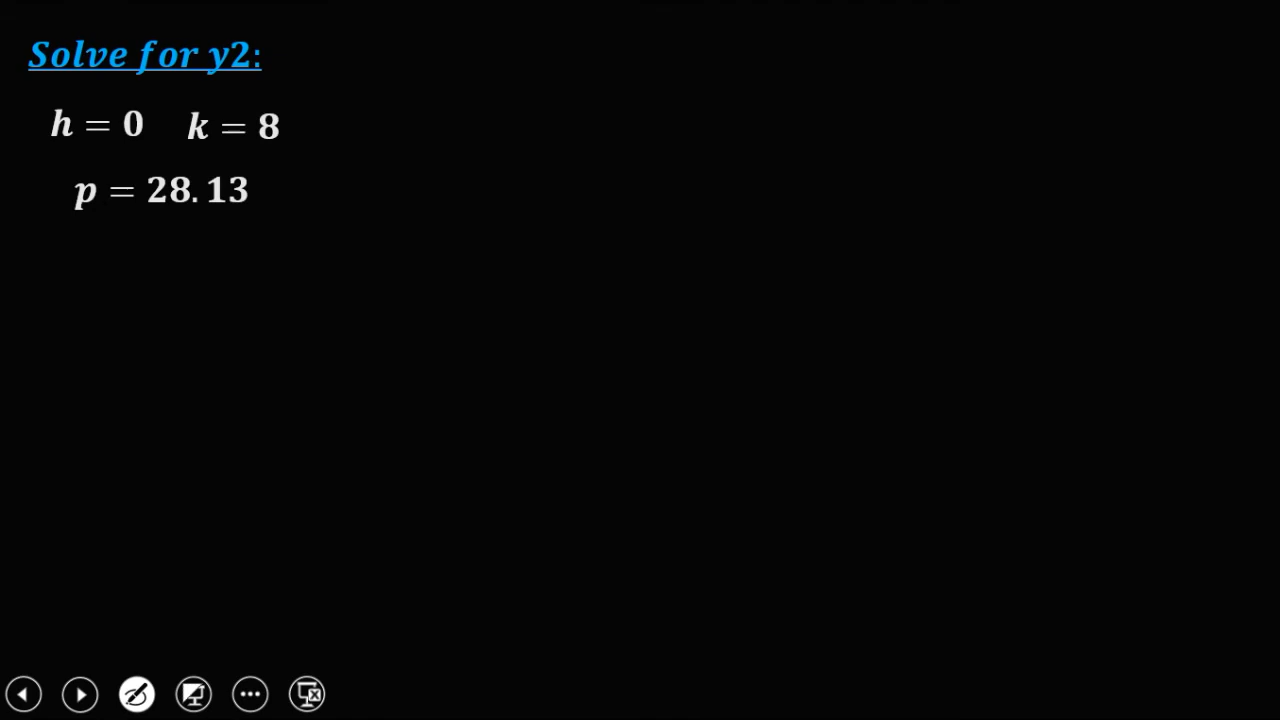 Solve for y2:
h = 0 k = 8
p = 28.13